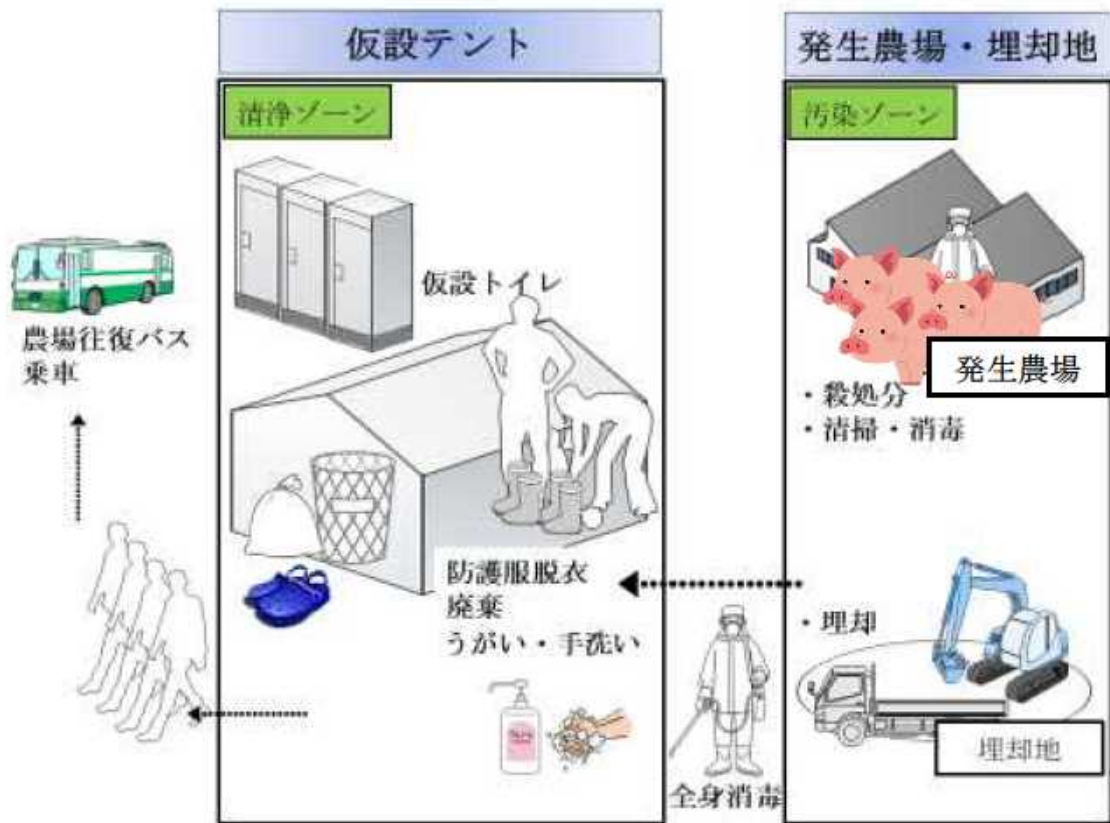 仮設テント
発生農場・埋却地
清浄ゾーン
汚染ゾーン
仮設トイレ
農場往復バス
乗車
発生農場
・殺処分
・清掃・消毒
防護服脱衣
廃棄
うがい・手洗い
・埋却
埋却地
全身消毒